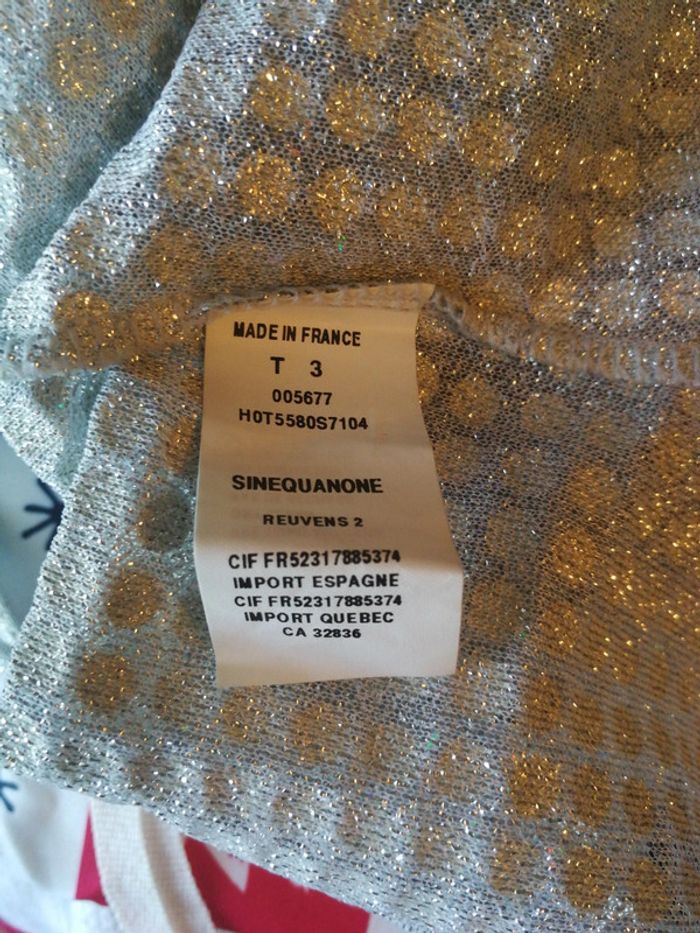 MADE IN FRANCE
T 3
005677
H0T5580S7104
SINEQUANONE
REUVENS 2
CIF FR52317885374
IMPORT ESPAGNE
CIF FR52317885374
IMPORT QUEBEC
CA 32836